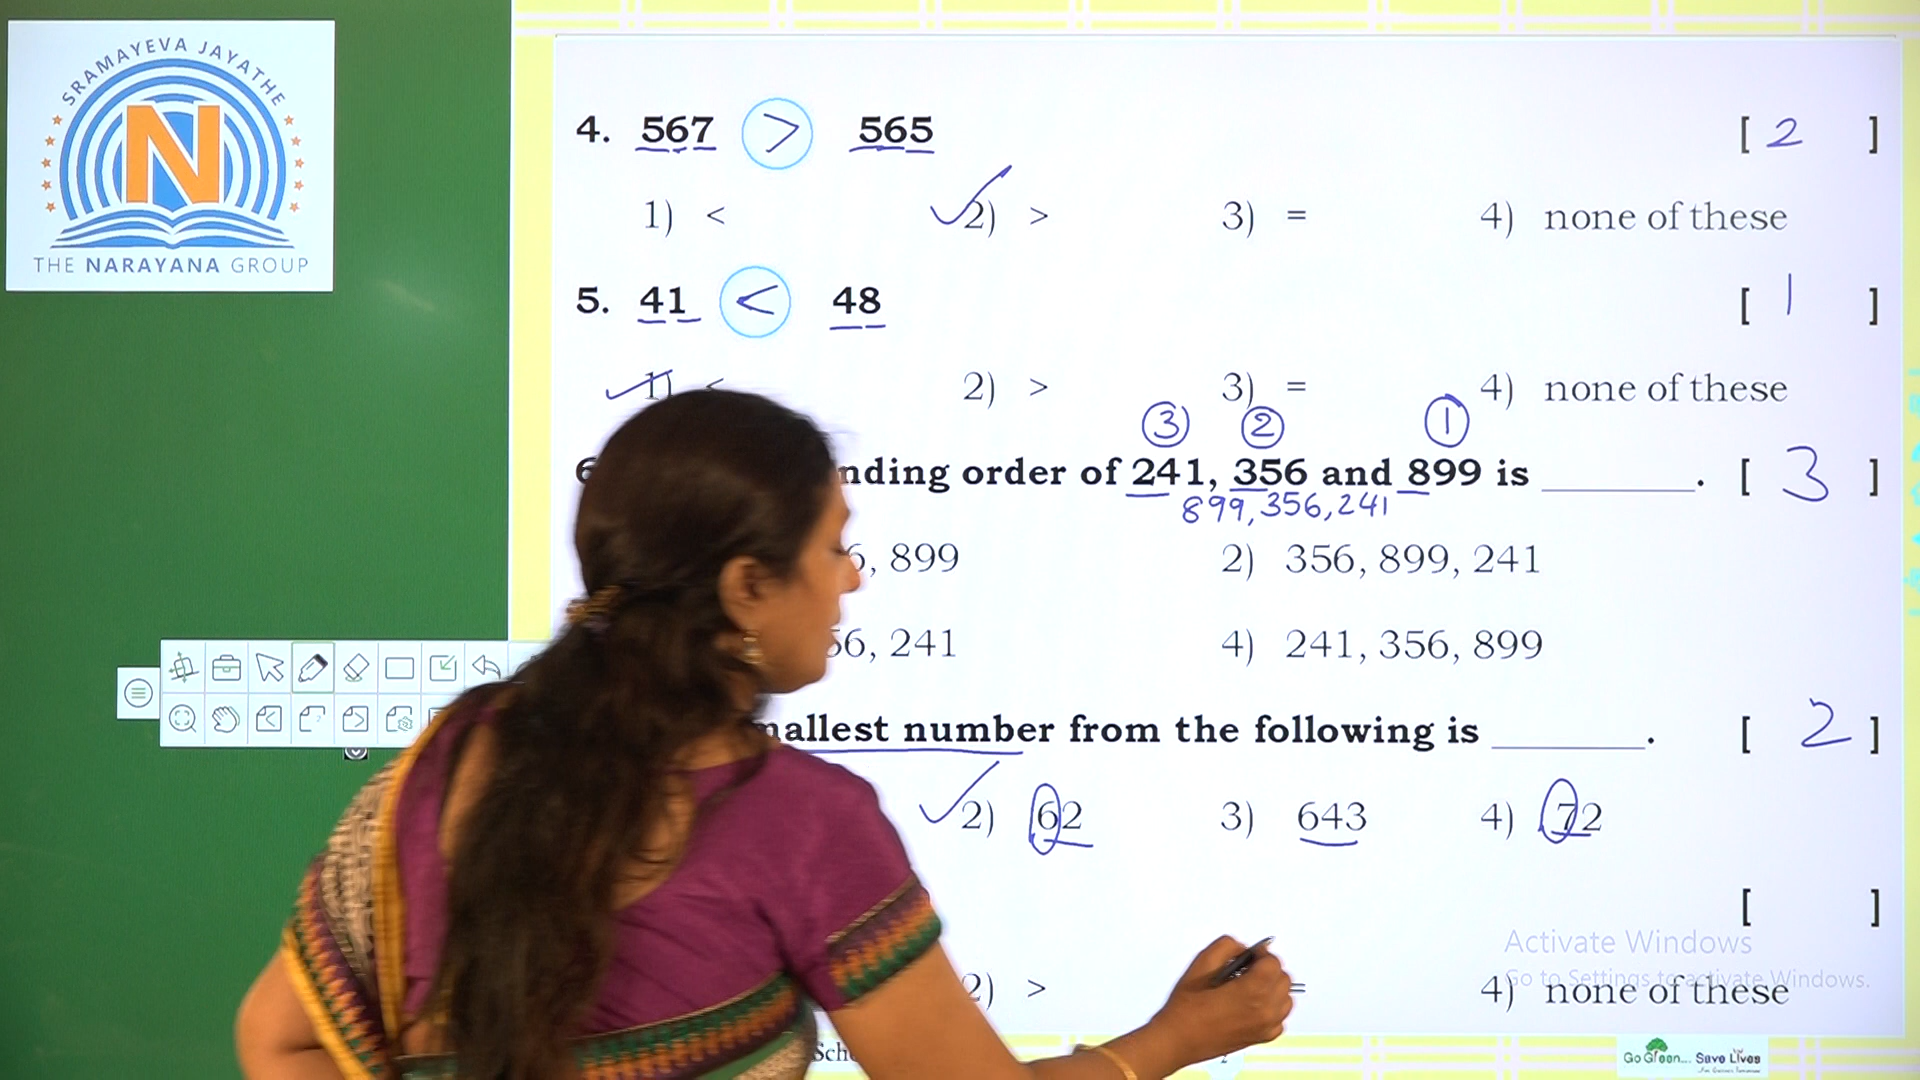 SRAMAYEVA JAYATHE
N
THE NARAYANA GROUP
4. 567 > 565 [ 2 ]
1) < 2) > 3) = 4) none of these
5. 41 < 48 [ 1 ]
1) < 2) > 3) = 4) none of these
3 2 1
nding order of 241, 356 and 899 is ______. [ 3 ]
899, 356, 241
, 899 2) 356, 899, 241
56, 241 4) 241, 356, 899
mallest number from the following is ______. [ 2 ]
2) 62 3) 643 4) 72
[ ]
Activate Windows
Go to Settings to activate Windows.
2) > = 4) none of these
Go Green... Save Lives